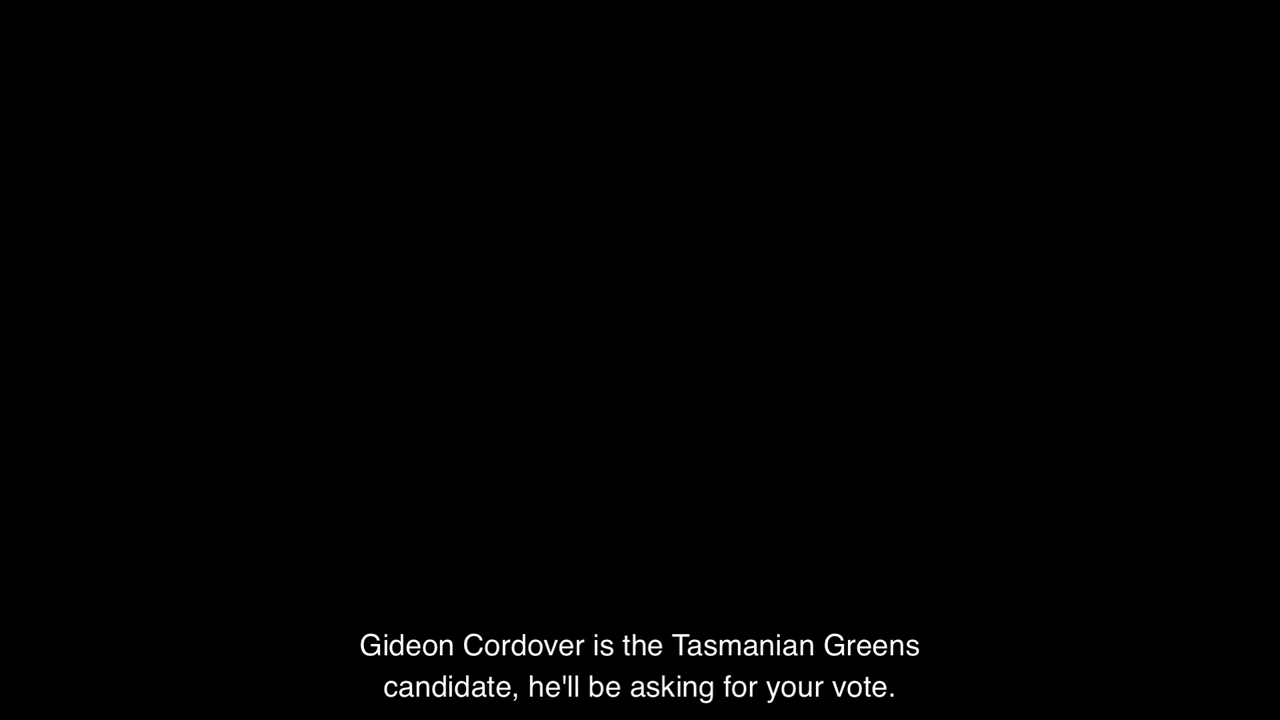 Gideon Cordover is the Tasmanian Greens
candidate, he'll be asking for your vote.